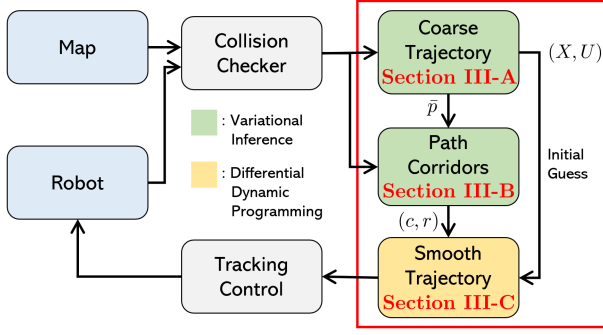 Map
Collision
Checker
Coarse
Trajectory
Section III-A
(X, U)
p̄
: Variational
Inference
Path
Corridors
Section III-B
Initial
Guess
Robot
: Differential
Dynamic
Programming
(c, r)
Tracking
Control
Smooth
Trajectory
Section III-C